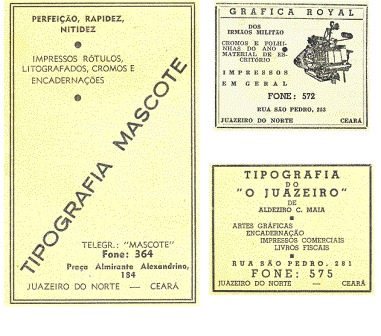 PERFEIÇÃO, RAPIDEZ,
NITIDEZ
IMPRESSOS RÓTULOS,
LITOGRAFADOS, CROMOS E
ENCADERNAÇÕES
TIPOGRAFIA MASCOTE
TELEGR.: "MASCOTE"
Fone: 364
Praça Almirante Alexandrino,
184
JUAZEIRO DO NORTE — CEARÁ
GRÁFICA ROYAL
DOS
IRMÃOS MILITÃO
CROMOS E FOLHI-
NHAS DO ANO
MATERIAL DE ES-
CRITÓRIO
IMPRESSOS
EM GERAL
FONE: 572
RUA SÃO PEDRO, 253
JUAZEIRO DO NORTE CEARÁ
TIPOGRAFIA
DO
"O JUAZEIRO"
DE
ALDEZIRO C. MAIA
ARTES GRÁFICAS
ENCADERNAÇÃO
IMPRESSOS COMERCIAIS
LIVROS FISCAIS
RUA SÃO PEDRO, 281
FONE: 575
JUAZEIRO DO NORTE — CEARÁ